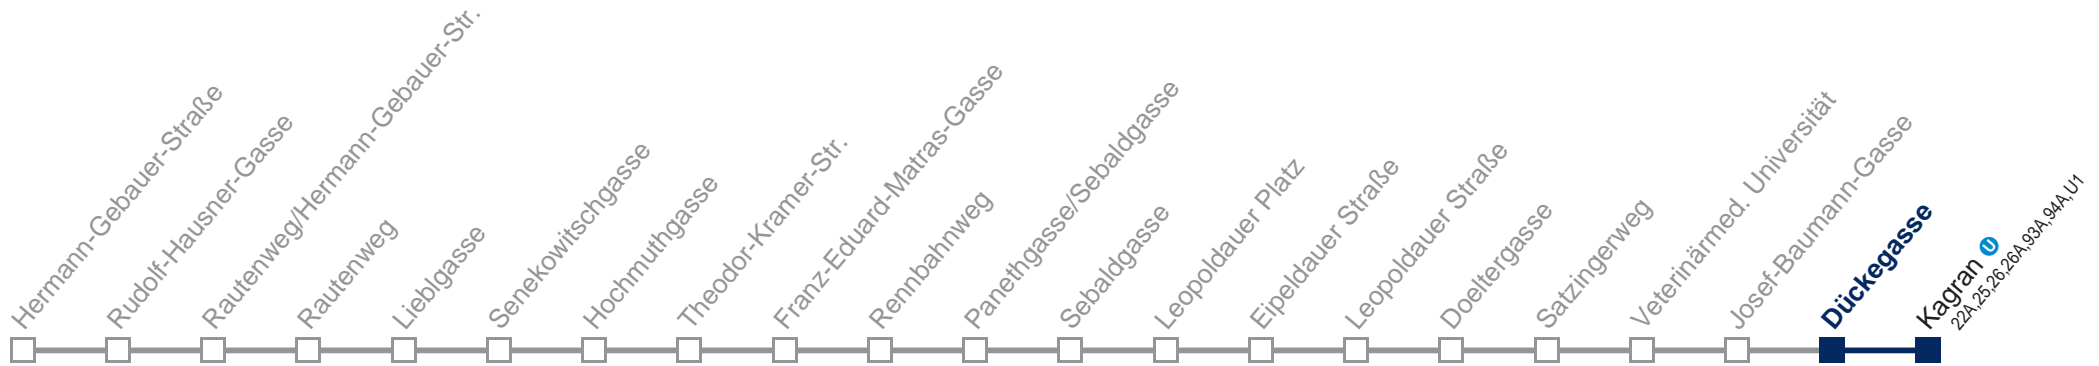 Hermann-Gebauer-Straße
Rudolf-Hausner-Gasse
Rautenweg/Hermann-Gebauer-Str.
Rautenweg
Lieblgasse
Senekowitschgasse
Hochmuthgasse
Theodor-Kramer-Str.
Franz-Eduard-Matras-Gasse
Rennbahnweg
Panethgasse/Sebaldgasse
Sebaldgasse
Leopoldauer Platz
Eipeldauer Straße
Leopoldauer Straße
Doeltergasse
Satzingerweg
Veterinärmed. Universität
Josef-Baumann-Gasse
Dückegasse
Kagran U
22A,25,26,26A,93A,94A,U1